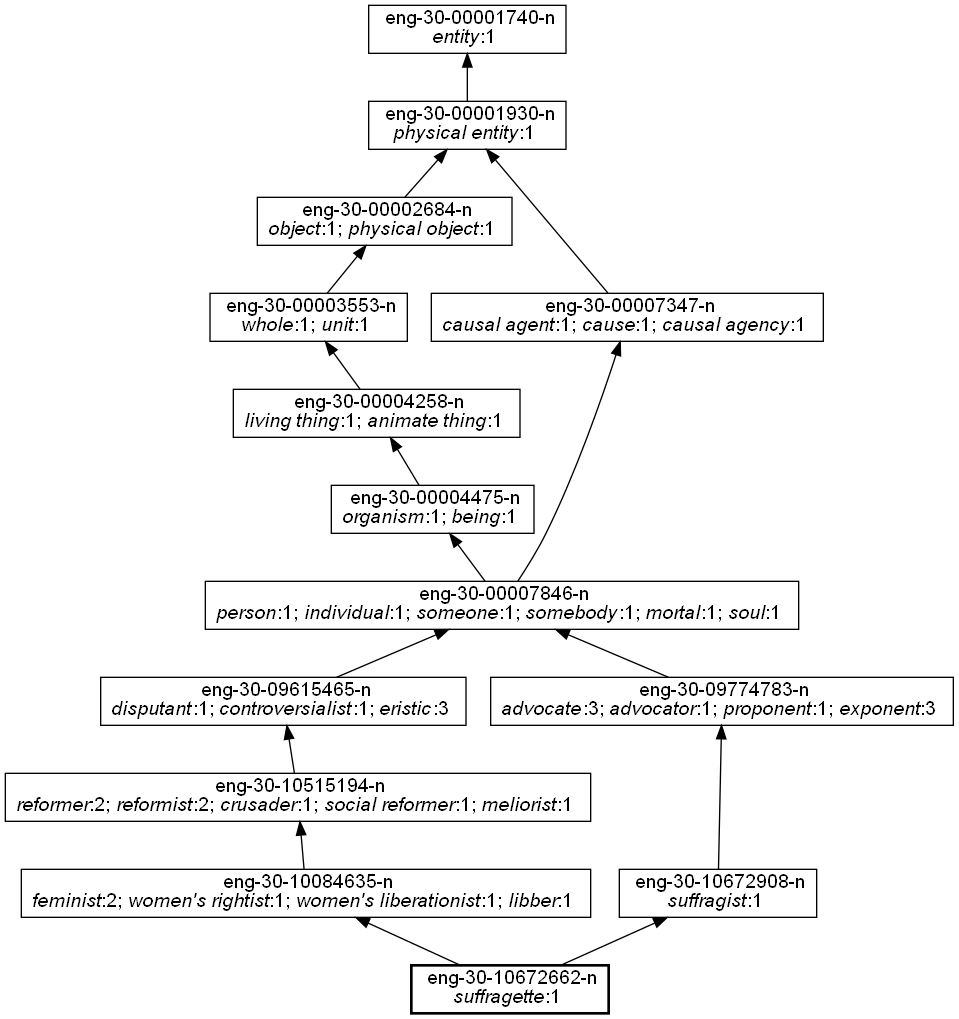 eng-30-00001740-n
entity:1
eng-30-00001930-n
physical entity:1
eng-30-00002684-n
object:1; physical object:1
eng-30-00003553-n
whole:1; unit:1
eng-30-00007347-n
causal agent:1; cause:1; causal agency:1
eng-30-00004258-n
living thing:1; animate thing:1
eng-30-00004475-n
organism:1; being:1
eng-30-00007846-n
person:1; individual:1; someone:1; somebody:1; mortal:1; soul:1
eng-30-09615465-n
disputant:1; controversialist:1; eristic:3
eng-30-09774783-n
advocate:3; advocator:1; proponent:1; exponent:3
eng-30-10515194-n
reformer:2; reformist:2; crusader:1; social reformer:1; meliorist:1
eng-30-10084635-n
feminist:2; women's rightist:1; women's liberationist:1; libber:1
eng-30-10672908-n
suffragist:1
eng-30-10672662-n
suffragette:1